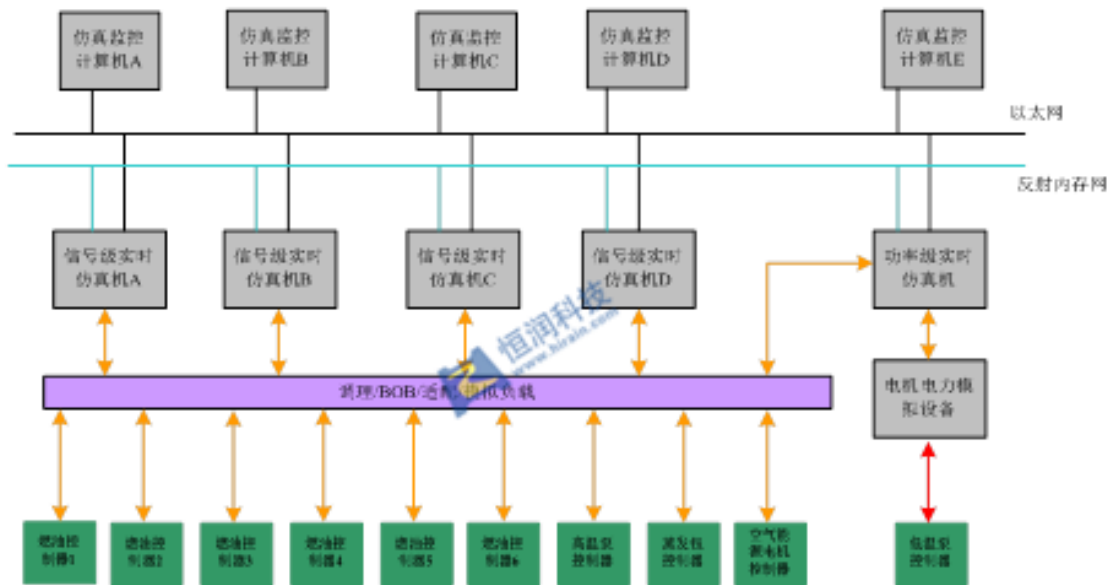 仿真监控
计算机A
仿真监控
计算机B
仿真监控
计算机C
仿真监控
计算机D
仿真监控
计算机E
以太网
反射内存网
信号级实时
仿真机A
信号级实时
仿真机B
信号级实时
仿真机C
信号级实时
仿真机D
功率级实时
仿真机
恒润科技
www.hirain.com
调理/BOB/适配/模拟负载
电机电力模
拟设备
燃油控
制器1
燃油控
制器2
燃油控
制器3
燃油控
制器4
燃油控
制器5
燃油控
制器6
高温泵
控制器
蒸发包
控制器
空气能
源电机
控制器
低温泵
控制器